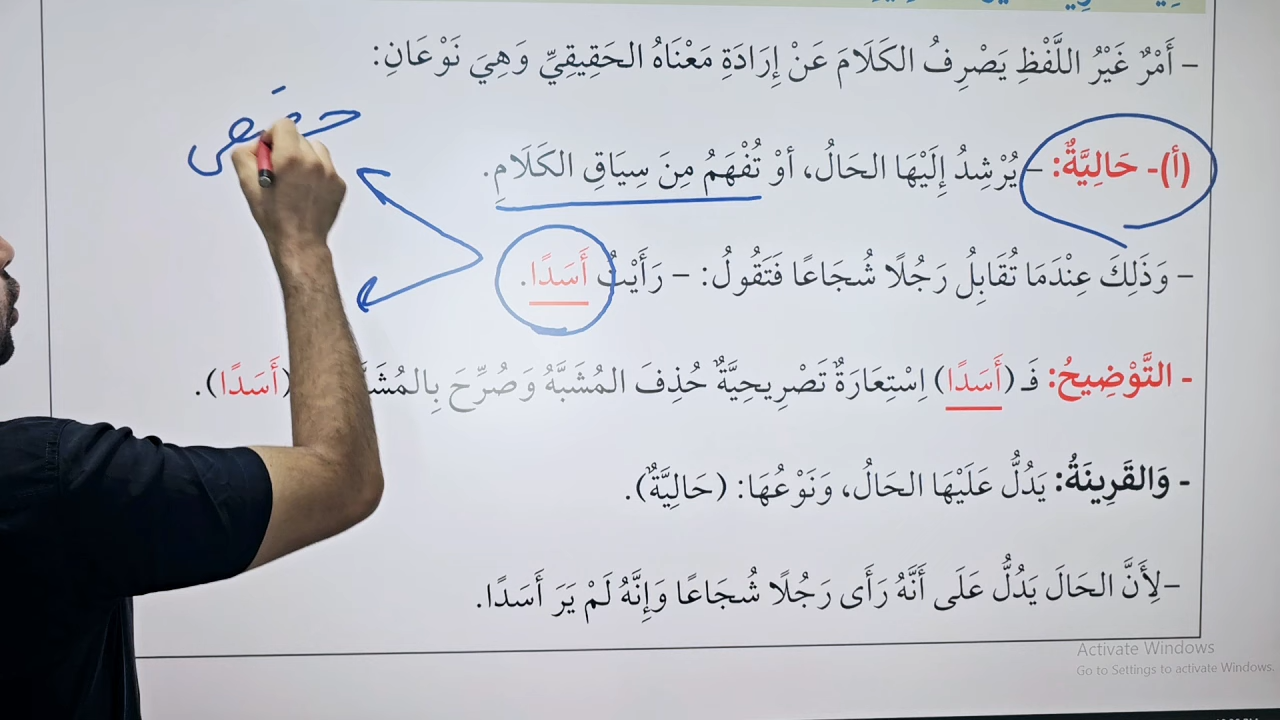 – أَمْرٌ غَيْرُ اللَّفْظِ يَصْرِفُ الكَلَامَ عَنْ إِرَادَةِ مَعْنَاهُ الحَقِيقِيِّ وَهِيَ نَوْعَانِ:
(أ)- حَالِيَّةٌ: – يُرْشِدُ إِلَيْهَا الحَالُ، أَوْ تُفْهَمُ مِنَ سِيَاقِ الكَلَامِ.
– وَذَلِكَ عِنْدَمَا تُقَابِلُ رَجُلًا شُجَاعًا فَتَقُولُ: – رَأَيْتُ أَسَدًا.
- التَّوْضِيحُ: فَـ (أَسَدًا) اِسْتِعَارَةٌ تَصْرِيحِيَّةٌ حُذِفَ المُشَبَّهُ وَصُرِّحَ بِالمُشَبَّهِ (أَسَدًا).
- وَالقَرِينَةُ: يَدُلُّ عَلَيْهَا الحَالُ، وَنَوْعُهَا: (حَالِيَّةٌ).
–لِأَنَّ الحَالَ يَدُلُّ عَلَى أَنَّهُ رَأَى رَجُلًا شُجَاعًا وَإِنَّهُ لَمْ يَرَ أَسَدًا.
Activate Windows
Go to Settings to activate Windows.